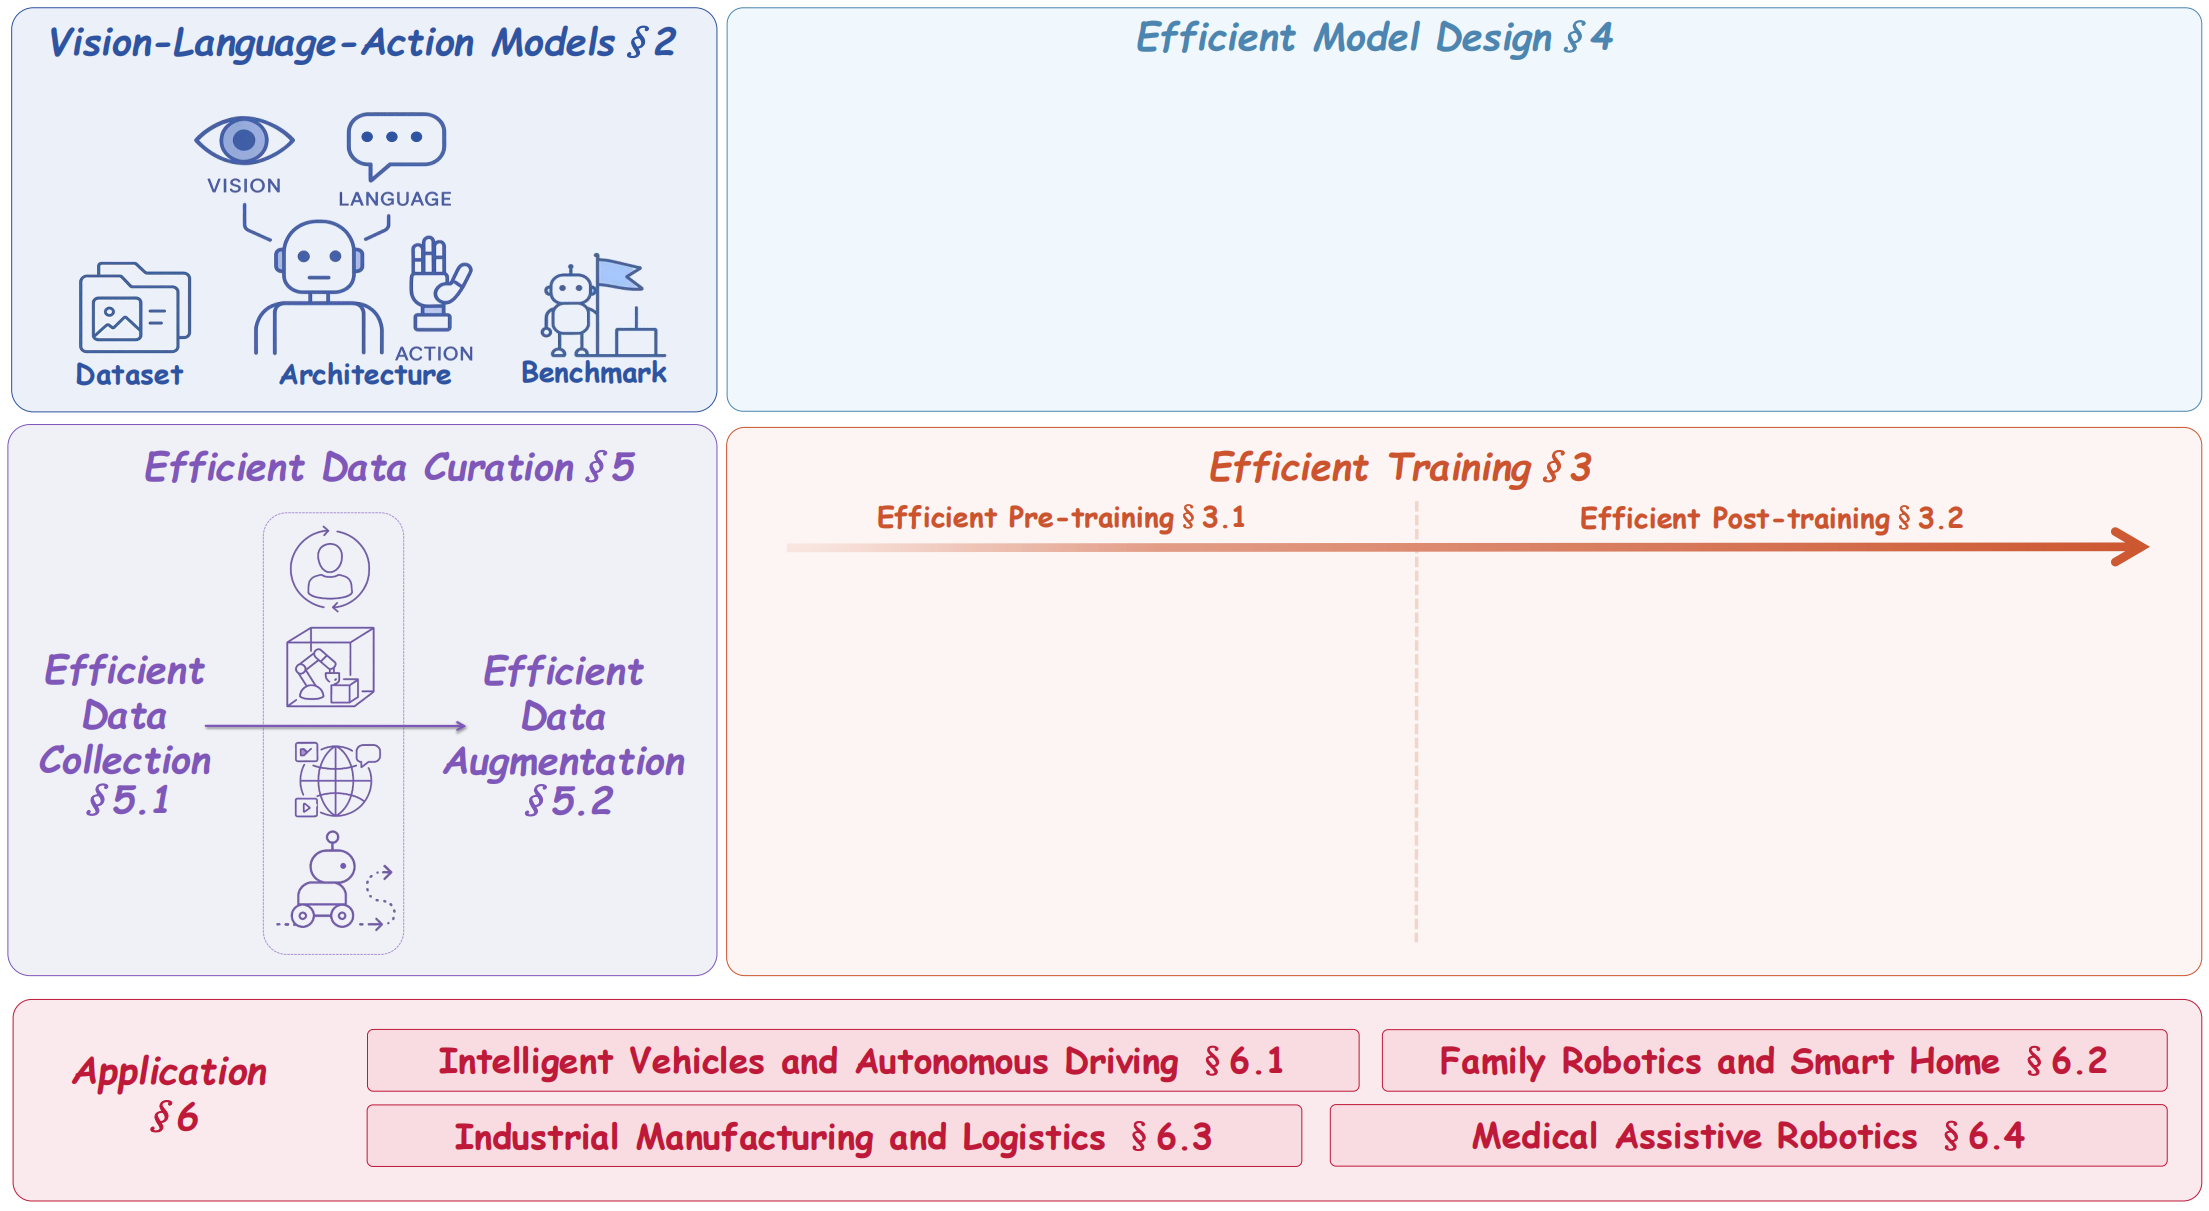 Vision-Language-Action Models §2
VISION
LANGUAGE
ACTION
Dataset
Architecture
Benchmark
Efficient Model Design §4
Efficient Data Curation §5
Efficient
Data
Collection
§5.1
Efficient
Data
Augmentation
§5.2
Efficient Training §3
Efficient Pre-training §3.1
Efficient Post-training §3.2
Application
§6
Intelligent Vehicles and Autonomous Driving §6.1
Family Robotics and Smart Home §6.2
Industrial Manufacturing and Logistics §6.3
Medical Assistive Robotics §6.4